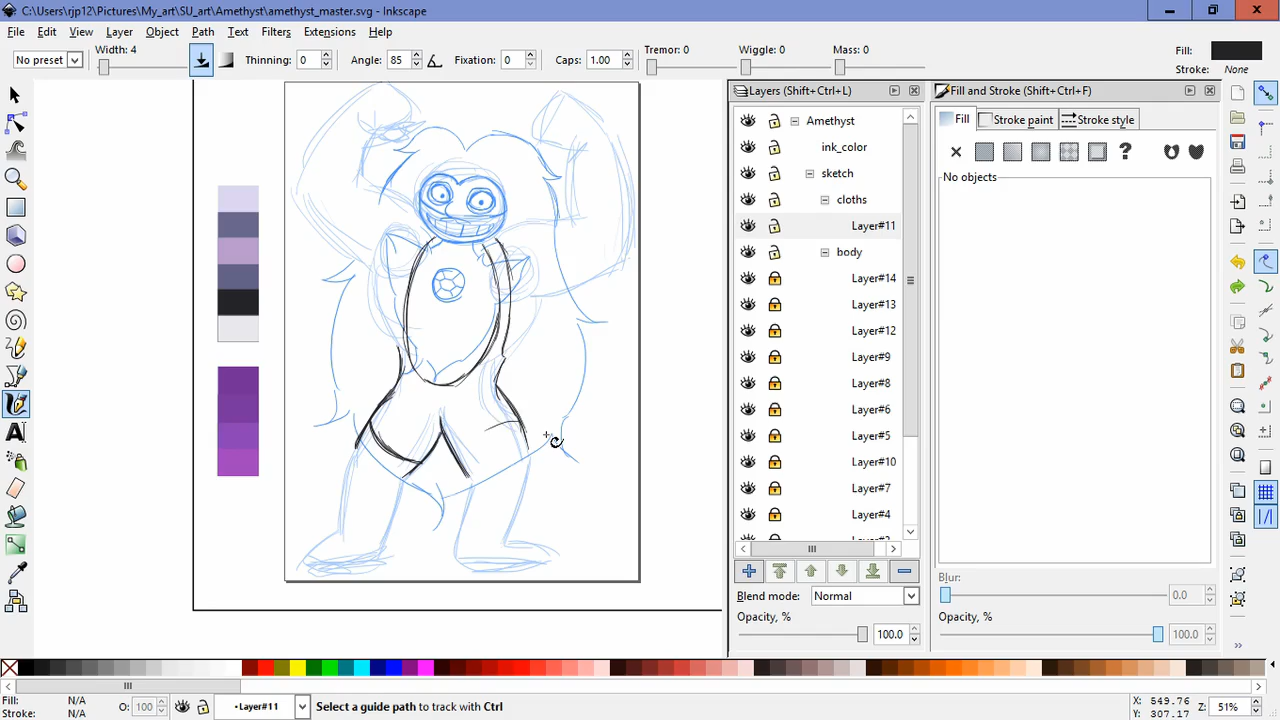 C:\Users\rjp12\Pictures\My_art\SU_art\Amethyst\amethyst_master.svg - Inkscape
File Edit View Layer Object Path Text Filters Extensions Help
No preset Width: 4 Thinning: 0 Angle: 85 Fixation: 0 Caps: 1.00 Tremor: 0 Wiggle: 0 Mass: 0 Fill:
Stroke: None
Layers (Shift+Ctrl+L)
Amethyst
ink_color
sketch
cloths
Layer#11
body
Layer#14
Layer#13
Layer#12
Layer#9
Layer#8
Layer#6
Layer#5
Layer#10
Layer#7
Layer#4
Blend mode: Normal
Opacity, %
100.0
Fill and Stroke (Shift+Ctrl+F)
Fill Stroke paint Stroke style
?
No objects
Blur:
0.0
Opacity, %
100.0
Fill: N/A
Stroke: N/A
O: 100
•Layer#11
Select a guide path to track with Ctrl
X: 549.76
Y: 307.17
Z: 51%